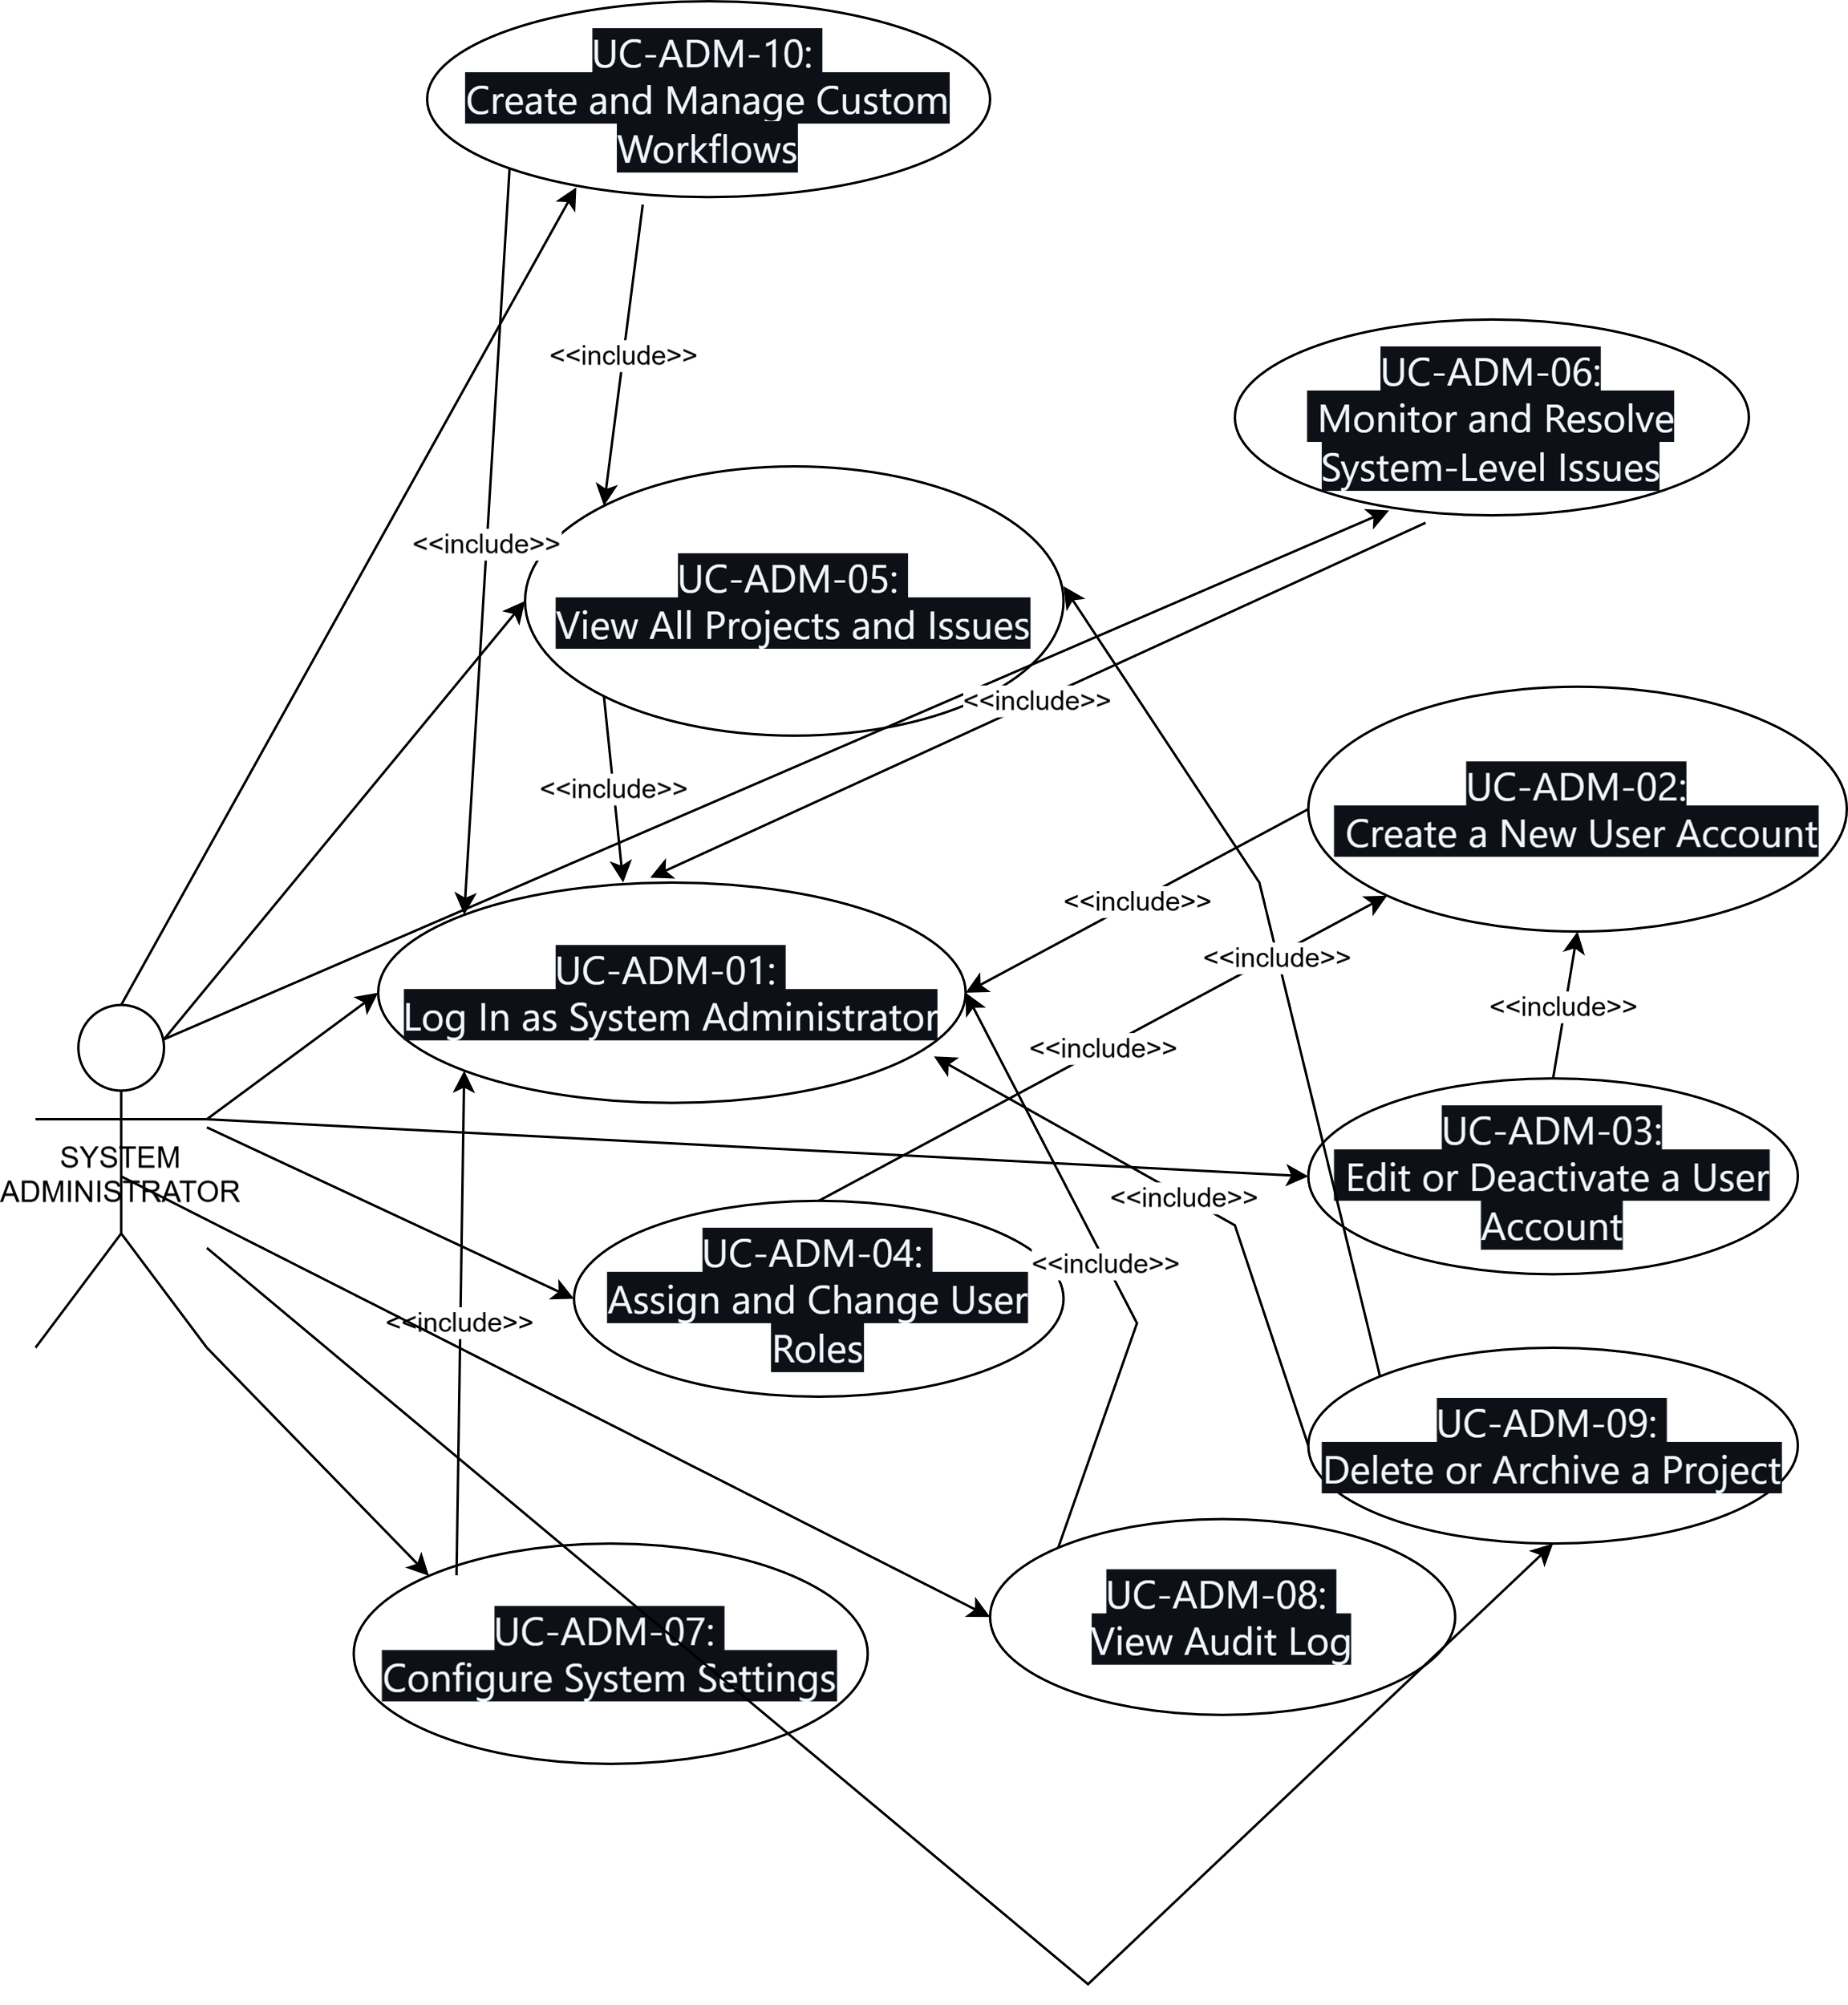 UC-ADM-10:
Create and Manage Custom
Workflows
<<include>>
UC-ADM-06:
Monitor and Resolve
System-Level Issues
<<include>>
UC-ADM-05:
View All Projects and Issues
<<include>>
<<include>>
UC-ADM-02:
Create a New User Account
<<include>>
<<include>>
UC-ADM-01:
Log In as System Administrator
<<include>>
<<include>>
SYSTEM
ADMINISTRATOR
UC-ADM-03:
Edit or Deactivate a User
Account
<<include>>
UC-ADM-04:
Assign and Change User
Roles
<<include>>
<<include>>
UC-ADM-09:
Delete or Archive a Project
UC-ADM-07:
Configure System Settings
UC-ADM-08:
View Audit Log